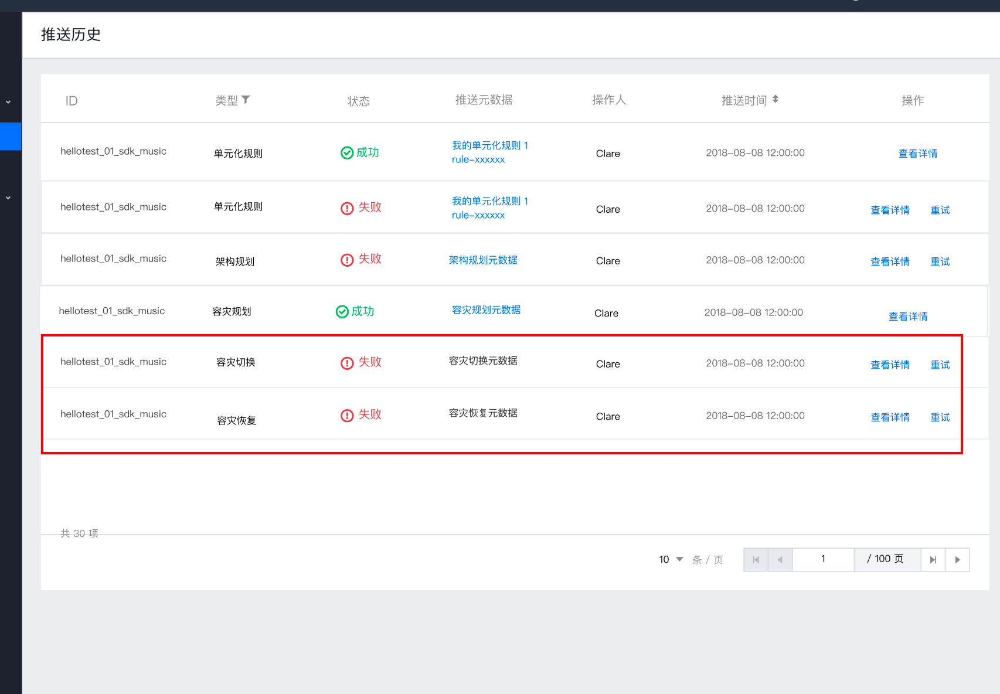 推送历史
ID 类型 状态 推送元数据 操作人 推送时间 操作
hellotest_01_sdk_music 单元化规则 成功 我的单元化规则 1 Clare 2018-08-08 12:00:00 查看详情
rule-xxxxxx
hellotest_01_sdk_music 单元化规则 失败 我的单元化规则 1 Clare 2018-08-08 12:00:00 查看详情 重试
rule-xxxxxx
hellotest_01_sdk_music 架构规划 失败 架构规划元数据 Clare 2018-08-08 12:00:00 查看详情 重试
hellotest_01_sdk_music 容灾规划 成功 容灾规划元数据 Clare 2018-08-08 12:00:00 查看详情
hellotest_01_sdk_music 容灾切换 失败 容灾切换元数据 Clare 2018-08-08 12:00:00 查看详情 重试
hellotest_01_sdk_music 容灾恢复 失败 容灾恢复元数据 Clare 2018-08-08 12:00:00 查看详情 重试
共 30 项
10 条 / 页 1 / 100 页